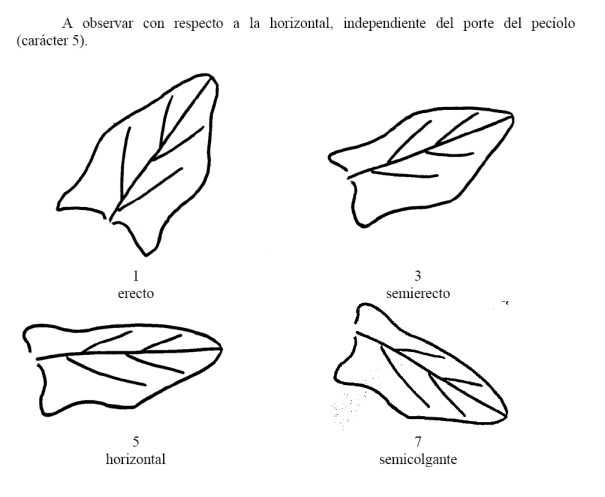 A observar con respecto a la horizontal, independiente del porte del pecíolo
(carácter 5).
1
erecto
3
semierecto
5
horizontal
7
semicolgante